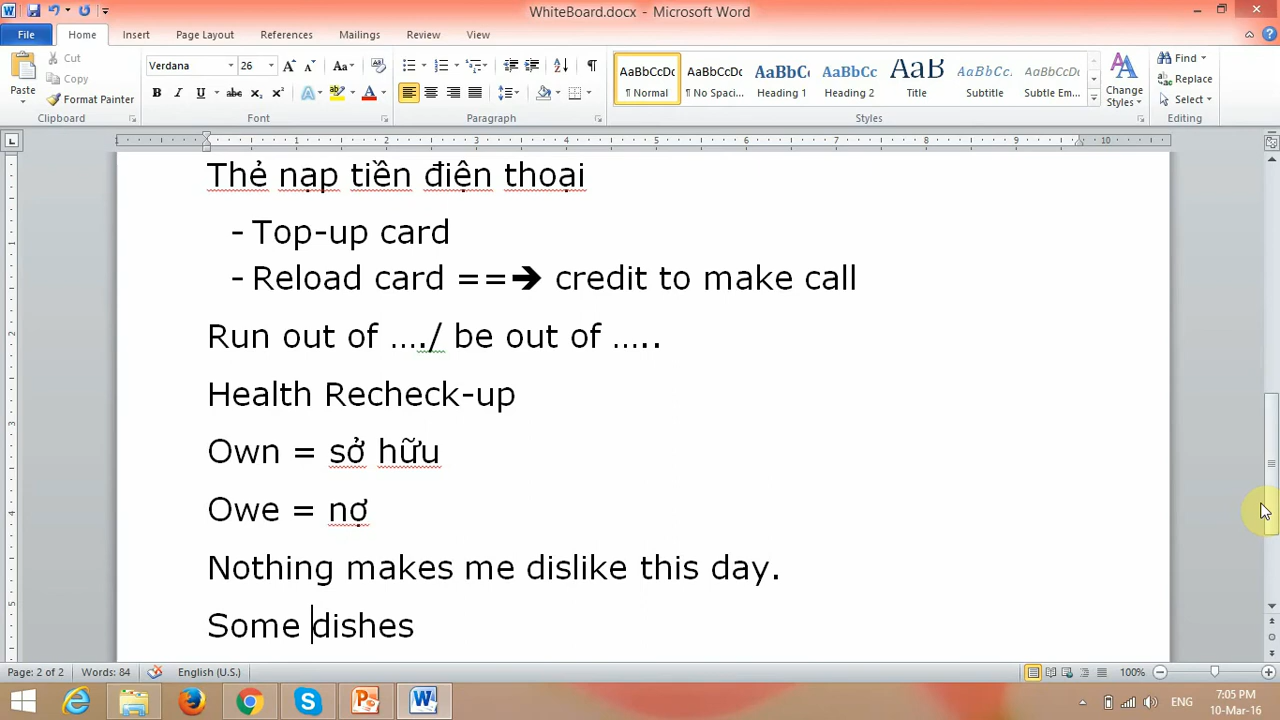 WhiteBoard.docx - Microsoft Word
File Home Insert Page Layout References Mailings Review View
Paste Cut Copy Format Painter Clipboard
Verdana 26 Font
Paragraph
AaBbCcDc ¶ Normal AaBbCcDc ¶ No Spaci... AaBbCc Heading 1 AaBbCc Heading 2 AaB Title AaBbCcDc Subtitle AaBbCcDc Subtle Em... Change Styles Styles
Find Replace Select Editing
Thẻ nạp tiền điện thoại
- Top-up card
- Reload card ==➔ credit to make call
Run out of …./ be out of …..
Health Recheck-up
Own = sở hữu
Owe = nợ
Nothing makes me dislike this day.
Some dishes
Page: 2 of 2 Words: 84 English (U.S.) 100%
ENG 7:05 PM
10-Mar-16